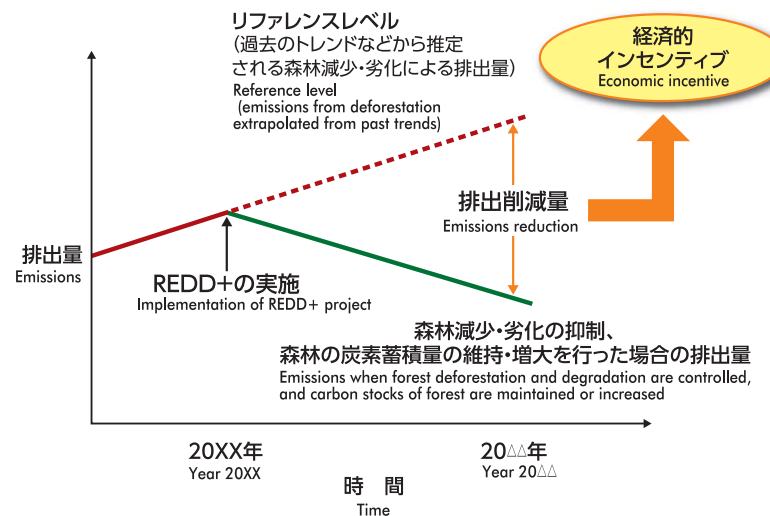 リファレンスレベル
(過去のトレンドなどから推定
される森林減少・劣化による排出量)
Reference level
(emissions from deforestation
extrapolated from past trends)
経済的
インセンティブ
Economic incentive
排出削減量
Emissions reduction
排出量
Emissions
REDD+の実施
Implementation of REDD+ project
森林減少・劣化の抑制、
森林の炭素蓄積量の維持・増大を行った場合の排出量
Emissions when forest deforestation and degradation are controlled,
and carbon stocks of forest are maintained or increased
20XX年
Year 20XX
20△△年
Year 20△△
時 間
Time